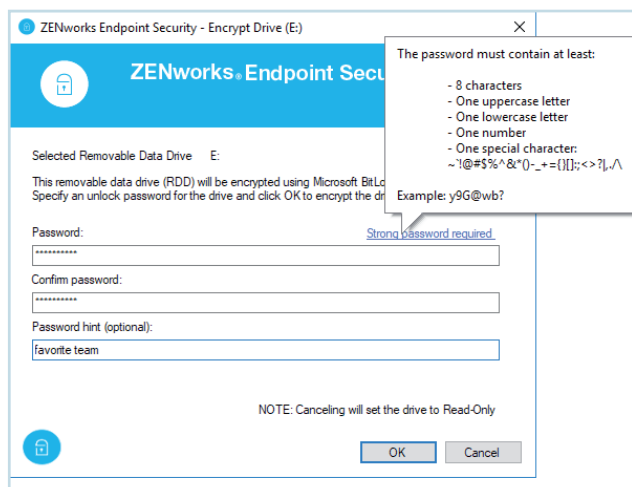 ZENworks Endpoint Security - Encrypt Drive (E:)
ZENworks® Endpoint Secu
The password must contain at least:
- 8 characters
- One uppercase letter
- One lowercase letter
- One number
- One special character:
~`!@#$%^&*()-_+={}[]:;<>?|,./\
Example: y9G@wb?
Selected Removable Data Drive E:
This removable data drive (RDD) will be encrypted using Microsoft BitLo
Specify an unlock password for the drive and click OK to encrypt the dr
Password:
Strong password required
**********
Confirm password:
**********
Password hint (optional):
favorite team
NOTE: Canceling will set the drive to Read-Only
OK
Cancel